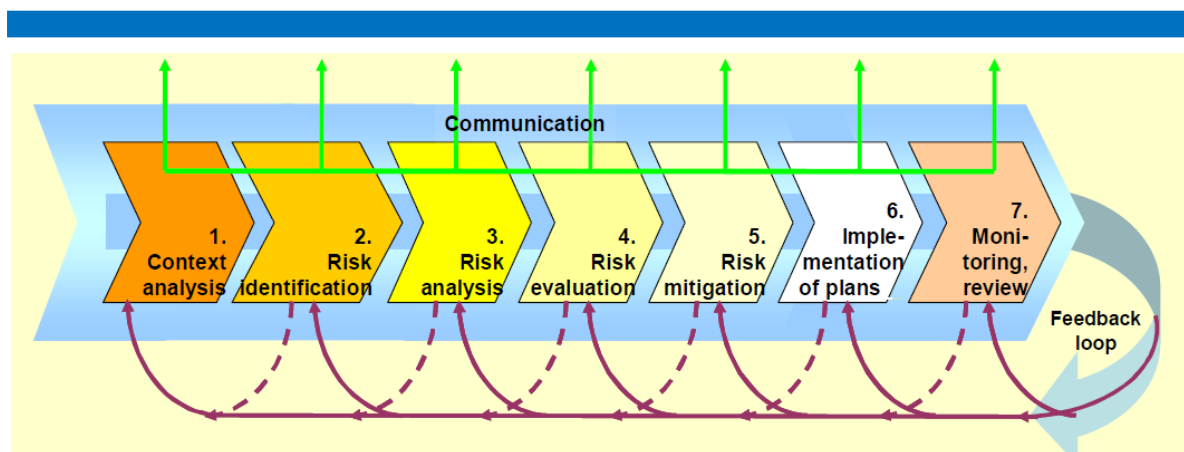 Communication
1.
Context
analysis
2.
Risk
identification
3.
Risk
analysis
4.
Risk
evaluation
5.
Risk
mitigation
6.
Imple-
mentation
of plans
7.
Moni-
toring,
review
Feedback
loop